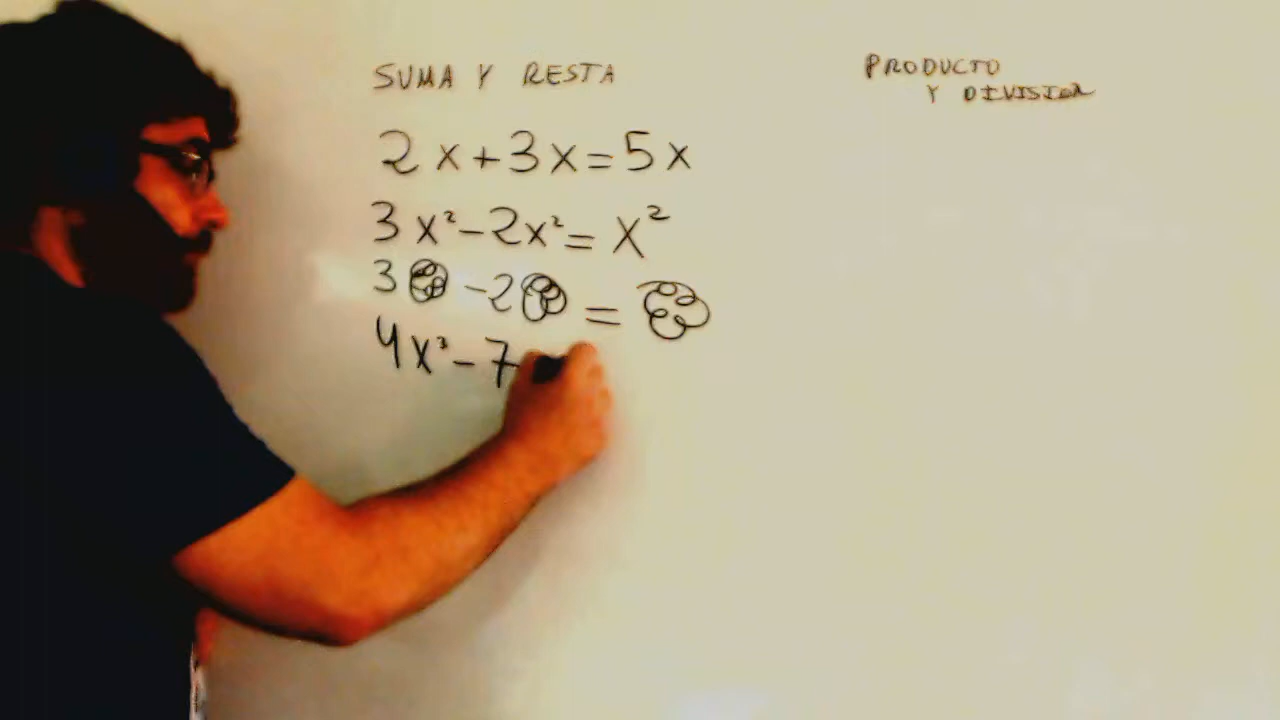 SUMA Y RESTA
2x+3x=5x
3x²-2x²=x²
3 -2 =
4x³-7
PRODUCTO
Y DIVISION